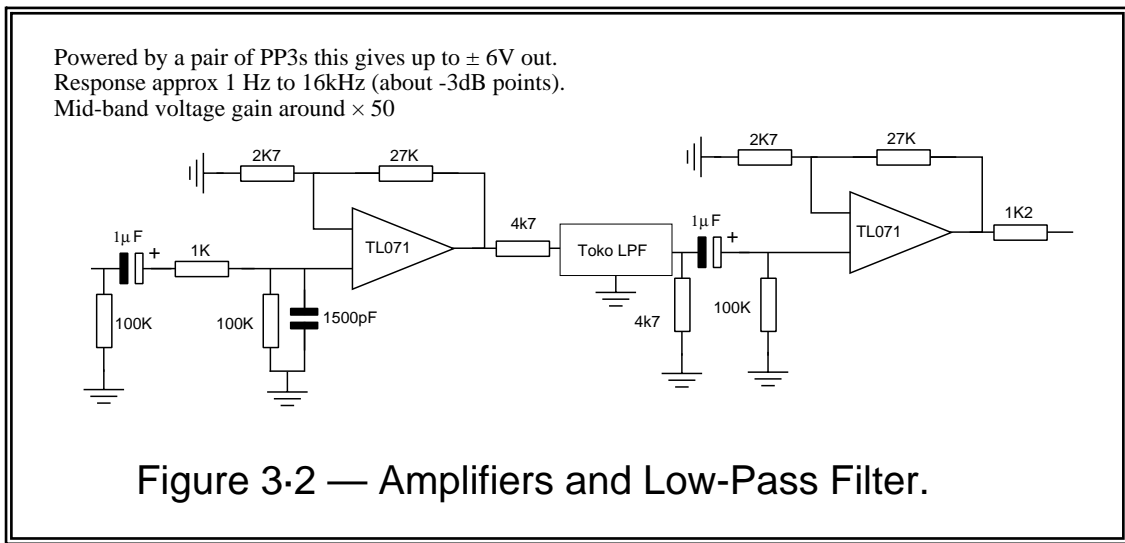 Powered by a pair of PP3s this gives up to ± 6V out.
Response approx 1 Hz to 16kHz (about -3dB points).
Mid-band voltage gain around × 50
2K7
27K
2K7
27K
1μF
+
1K
TL071
4k7
Toko LPF
1μF
+
TL071
1K2
100K
100K
1500pF
4k7
100K
Figure 3·2 — Amplifiers and Low-Pass Filter.